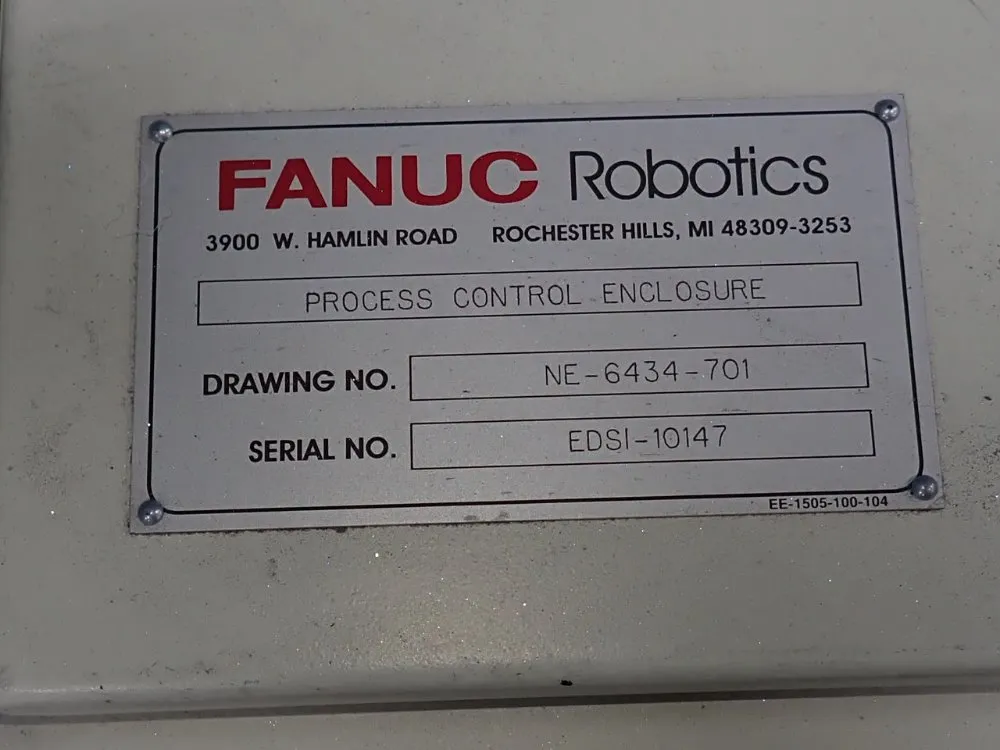 FANUC Robotics
3900 W. HAMLIN ROAD ROCHESTER HILLS, MI 48309-3253
PROCESS CONTROL ENCLOSURE
DRAWING NO. NE-6434-701
SERIAL NO. EDSI-10147
EE-1505-100-104